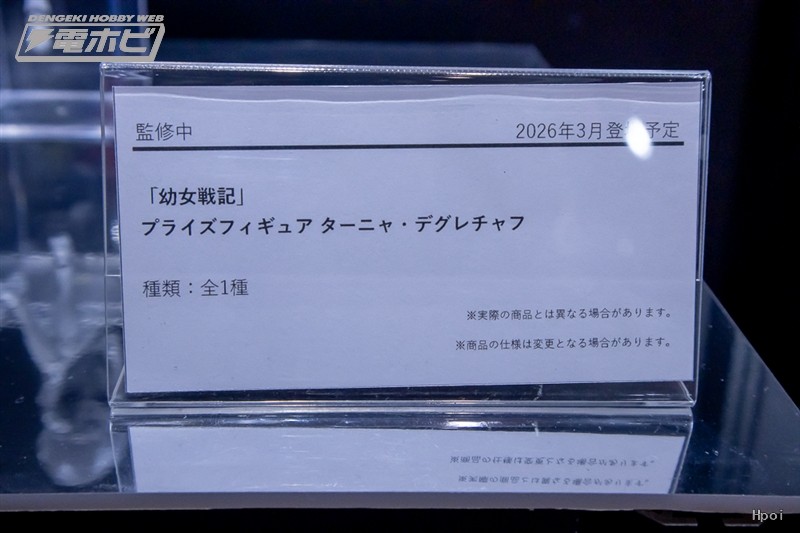 DENGEKI HOBBY WEB
電ホビ
監修中
2026年3月登場予定
「幼女戦記」
プライズフィギュア ターニャ・デグレチャフ
種類：全1種
※実際の商品とは異なる場合があります。
※商品の仕様は変更となる場合があります。
Hpoi